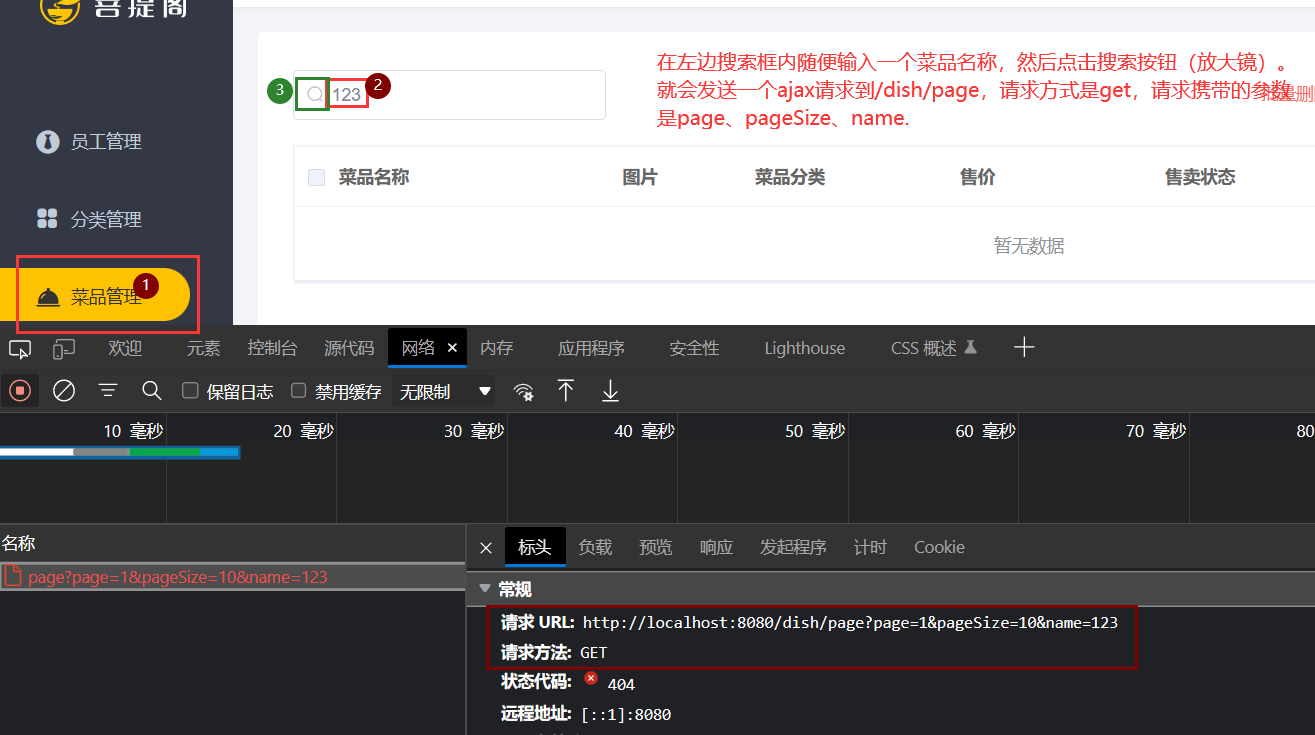 菩提阁
在左边搜索框内随便输入一个菜品名称，然后点击搜索按钮（放大镜）。
就会发送一个ajax请求到/dish/page，请求方式是get，请求携带的参数
是page、pageSize、name.
3
123
2
员工管理
菜品名称 图片 菜品分类 售价 售卖状态
分类管理
暂无数据
菜品管理
1
欢迎 元素 控制台 源代码 网络 × 内存 应用程序 安全性 Lighthouse CSS 概述
保留日志 禁用缓存 无限制
10 毫秒 20 毫秒 30 毫秒 40 毫秒 50 毫秒 60 毫秒 70 毫秒 80
名称
标头 负载 预览 响应 发起程序 计时 Cookie
page?page=1&pageSize=10&name=123
常规
请求 URL: http://localhost:8080/dish/page?page=1&pageSize=10&name=123
请求方法: GET
状态代码: 404
远程地址: [::1]:8080